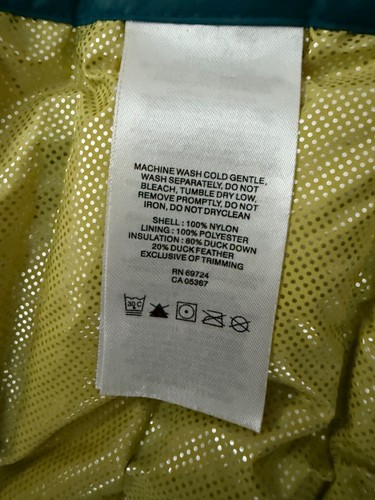 MACHINE WASH COLD GENTLE,
WASH SEPARATELY, DO NOT
BLEACH, TUMBLE DRY LOW,
REMOVE PROMPTLY, DO NOT
IRON, DO NOT DRYCLEAN
SHELL : 100% NYLON
LINING : 100% POLYESTER
INSULATION : 80% DUCK DOWN
20% DUCK FEATHER
EXCLUSIVE OF TRIMMING
RN 69724
CA 05367
30°C